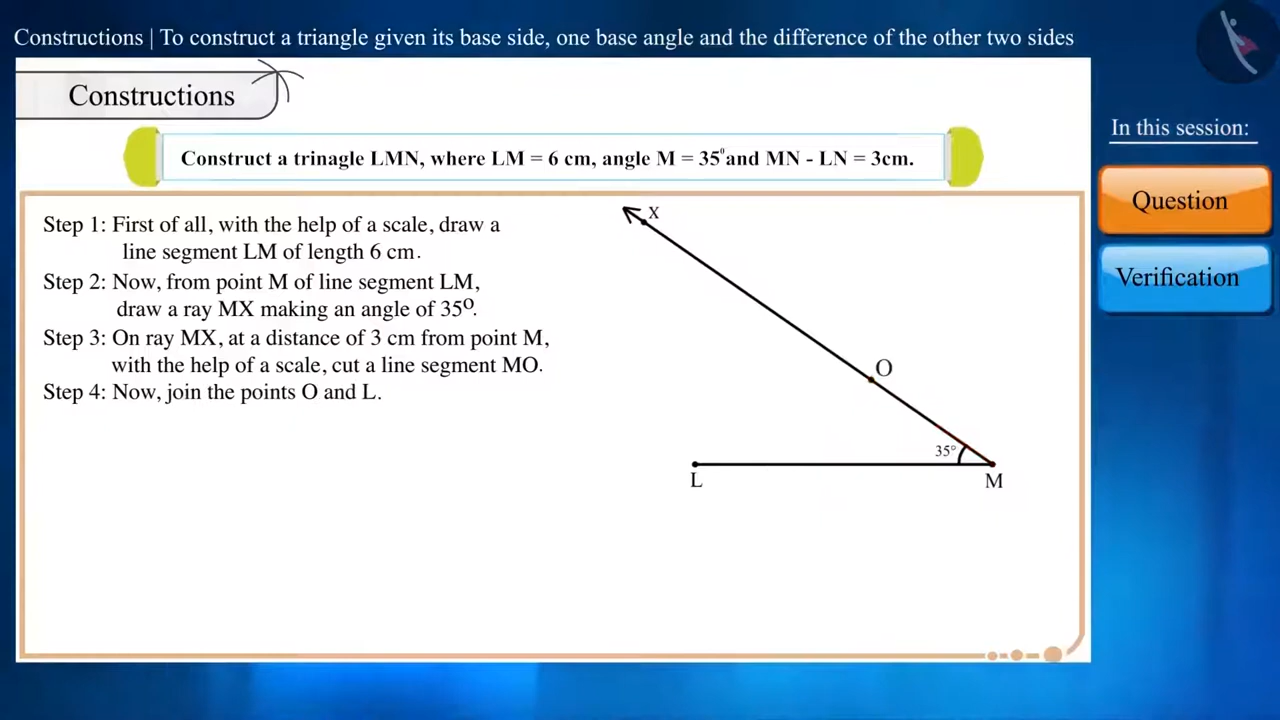 Constructions | To construct a triangle given its base side, one base angle and the difference of the other two sides
Constructions
In this session:
Construct a trinagle LMN, where LM = 6 cm, angle M = 35⁰ and MN - LN = 3cm.
Question
Verification
Step 1: First of all, with the help of a scale, draw a
line segment LM of length 6 cm.
Step 2: Now, from point M of line segment LM,
draw a ray MX making an angle of 35º.
Step 3: On ray MX, at a distance of 3 cm from point M,
with the help of a scale, cut a line segment MO.
Step 4: Now, join the points O and L.
X
O
35°
L
M